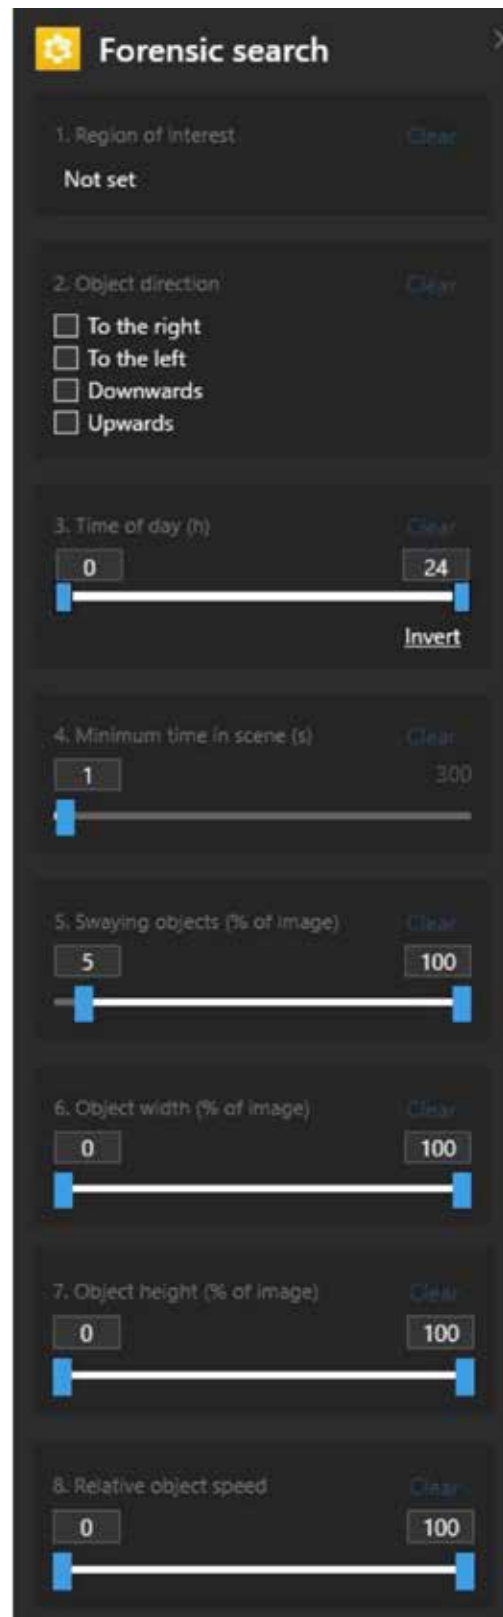 Forensic search
1. Region of interest Clear
Not set
2. Object direction Clear
To the right
To the left
Downwards
Upwards
3. Time of day (h) Clear
0 24
Invert
4. Minimum time in scene (s) Clear
1 300
5. Swaying objects (% of image) Clear
5 100
6. Object width (% of image) Clear
0 100
7. Object height (% of image) Clear
0 100
8. Relative object speed Clear
0 100